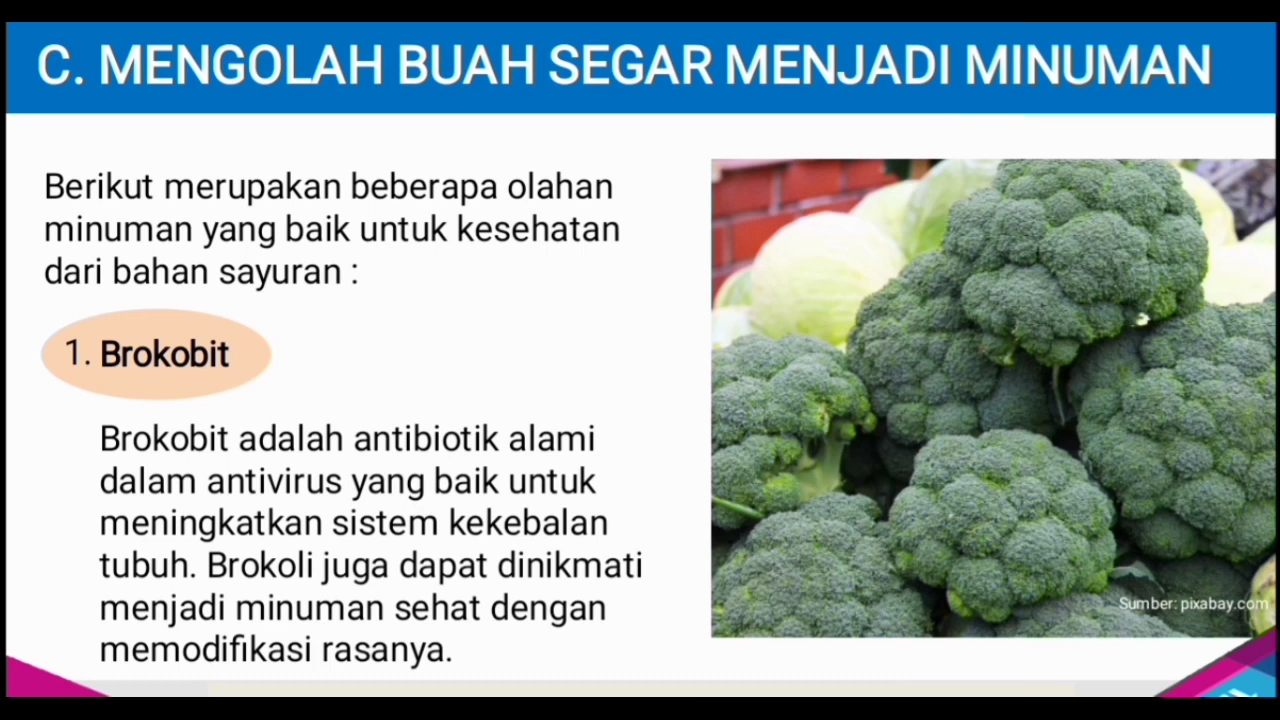 C. MENGOLAH BUAH SEGAR MENJADI MINUMAN
Berikut merupakan beberapa olahan
minuman yang baik untuk kesehatan
dari bahan sayuran :
1. Brokobit
Brokobit adalah antibiotik alami
dalam antivirus yang baik untuk
meningkatkan sistem kekebalan
tubuh. Brokoli juga dapat dinikmati
menjadi minuman sehat dengan
memodifikasi rasanya.
Sumber: pixabay.com